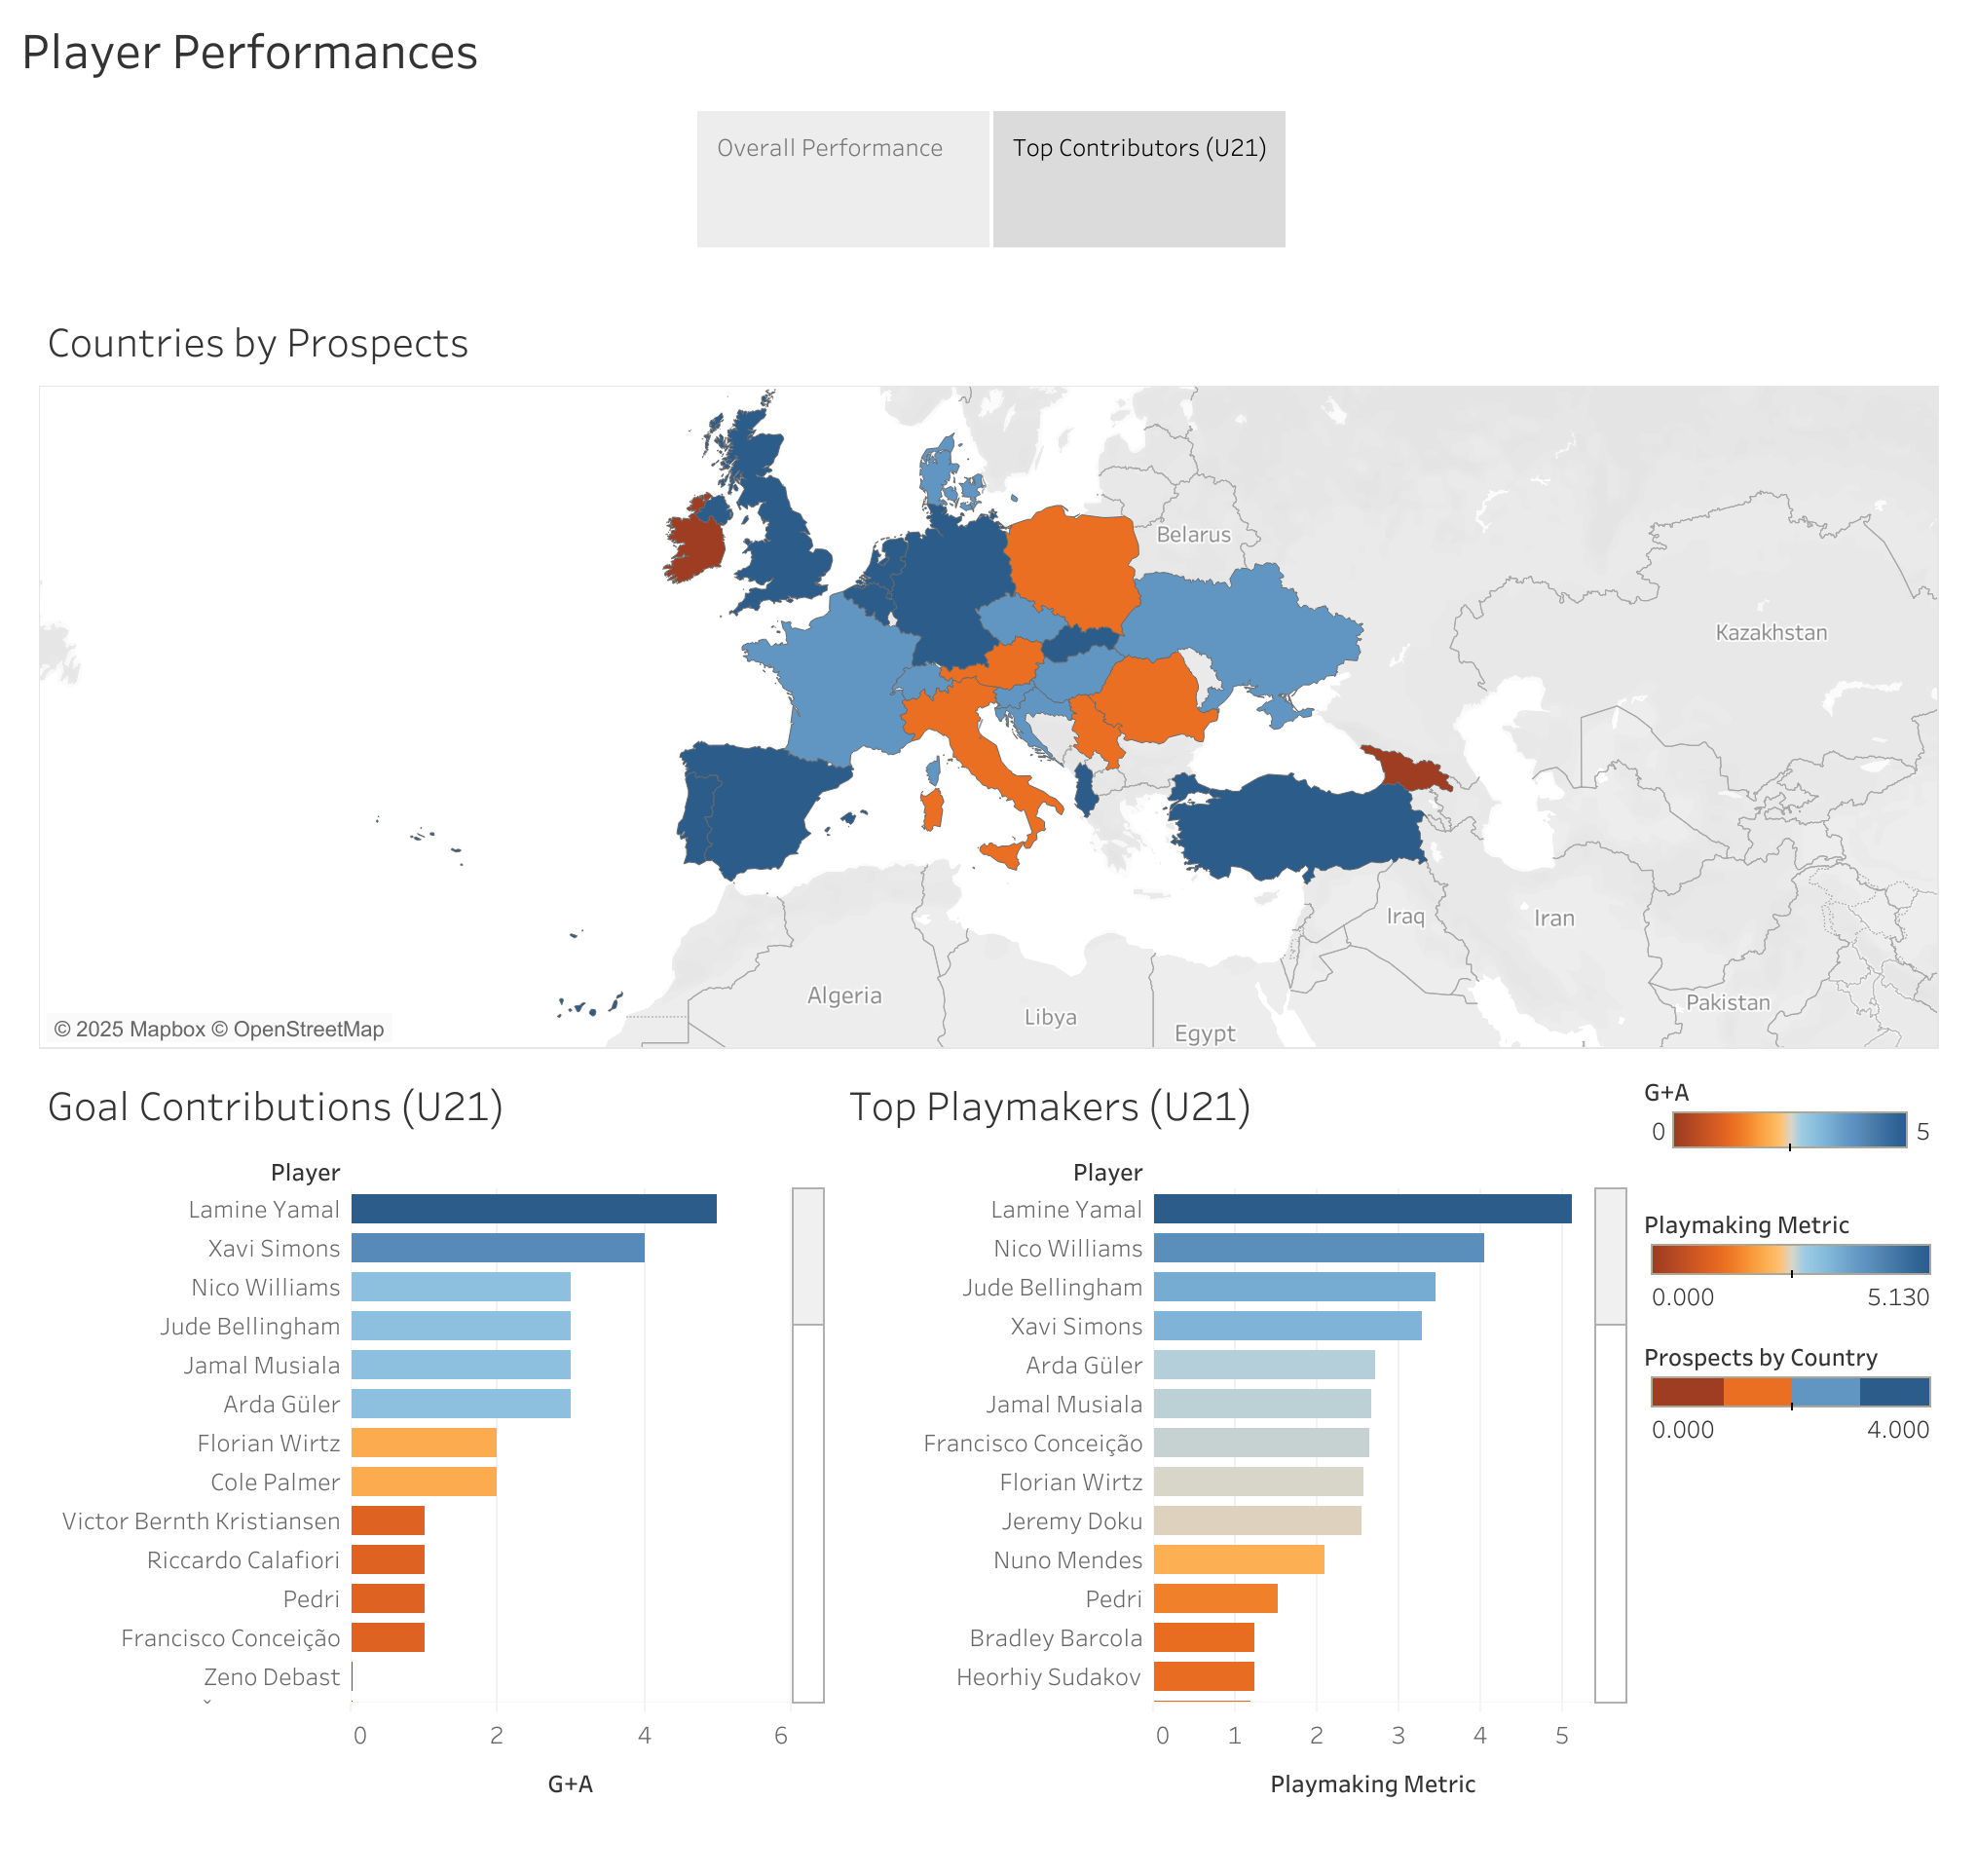 Player Performances
Overall Performance
Top Contributors (U21)
Countries by Prospects
Belarus
Kazakhstan
Iraq
Iran
Algeria
Libya
Egypt
Pakistan
© 2025 Mapbox © OpenStreetMap
Goal Contributions (U21)
Player
Lamine Yamal
Xavi Simons
Nico Williams
Jude Bellingham
Jamal Musiala
Arda Güler
Florian Wirtz
Cole Palmer
Victor Bernth Kristiansen
Riccardo Calafiori
Pedri
Francisco Conceição
Zeno Debast
0 2 4 6
G+A
Top Playmakers (U21)
Player
Lamine Yamal
Nico Williams
Jude Bellingham
Xavi Simons
Arda Güler
Jamal Musiala
Francisco Conceição
Florian Wirtz
Jeremy Doku
Nuno Mendes
Pedri
Bradley Barcola
Heorhiy Sudakov
0 1 2 3 4 5
Playmaking Metric
G+A
0 5
Playmaking Metric
0.000 5.130
Prospects by Country
0.000 4.000